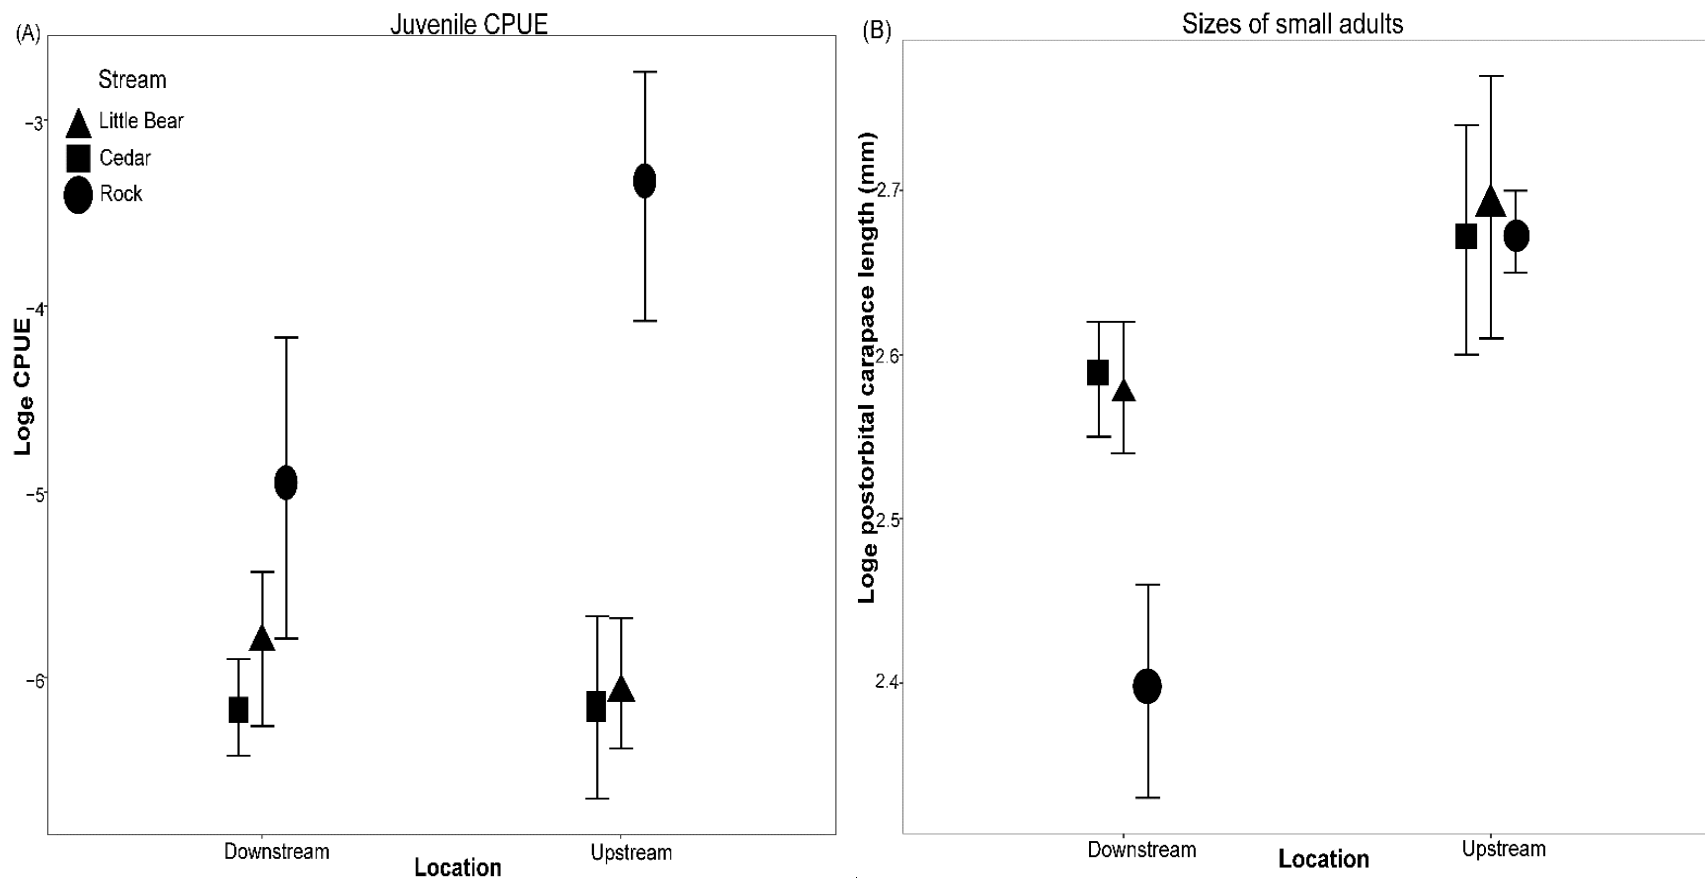 (A)
Juvenile CPUE
Stream
Little Bear
Cedar
Rock
−3
−4
−5
−6
Loge CPUE
Downstream
Upstream
Location
(B)
Sizes of small adults
2.7
2.6
2.5
2.4
Loge postorbital carapace length (mm)
Downstream
Upstream
Location